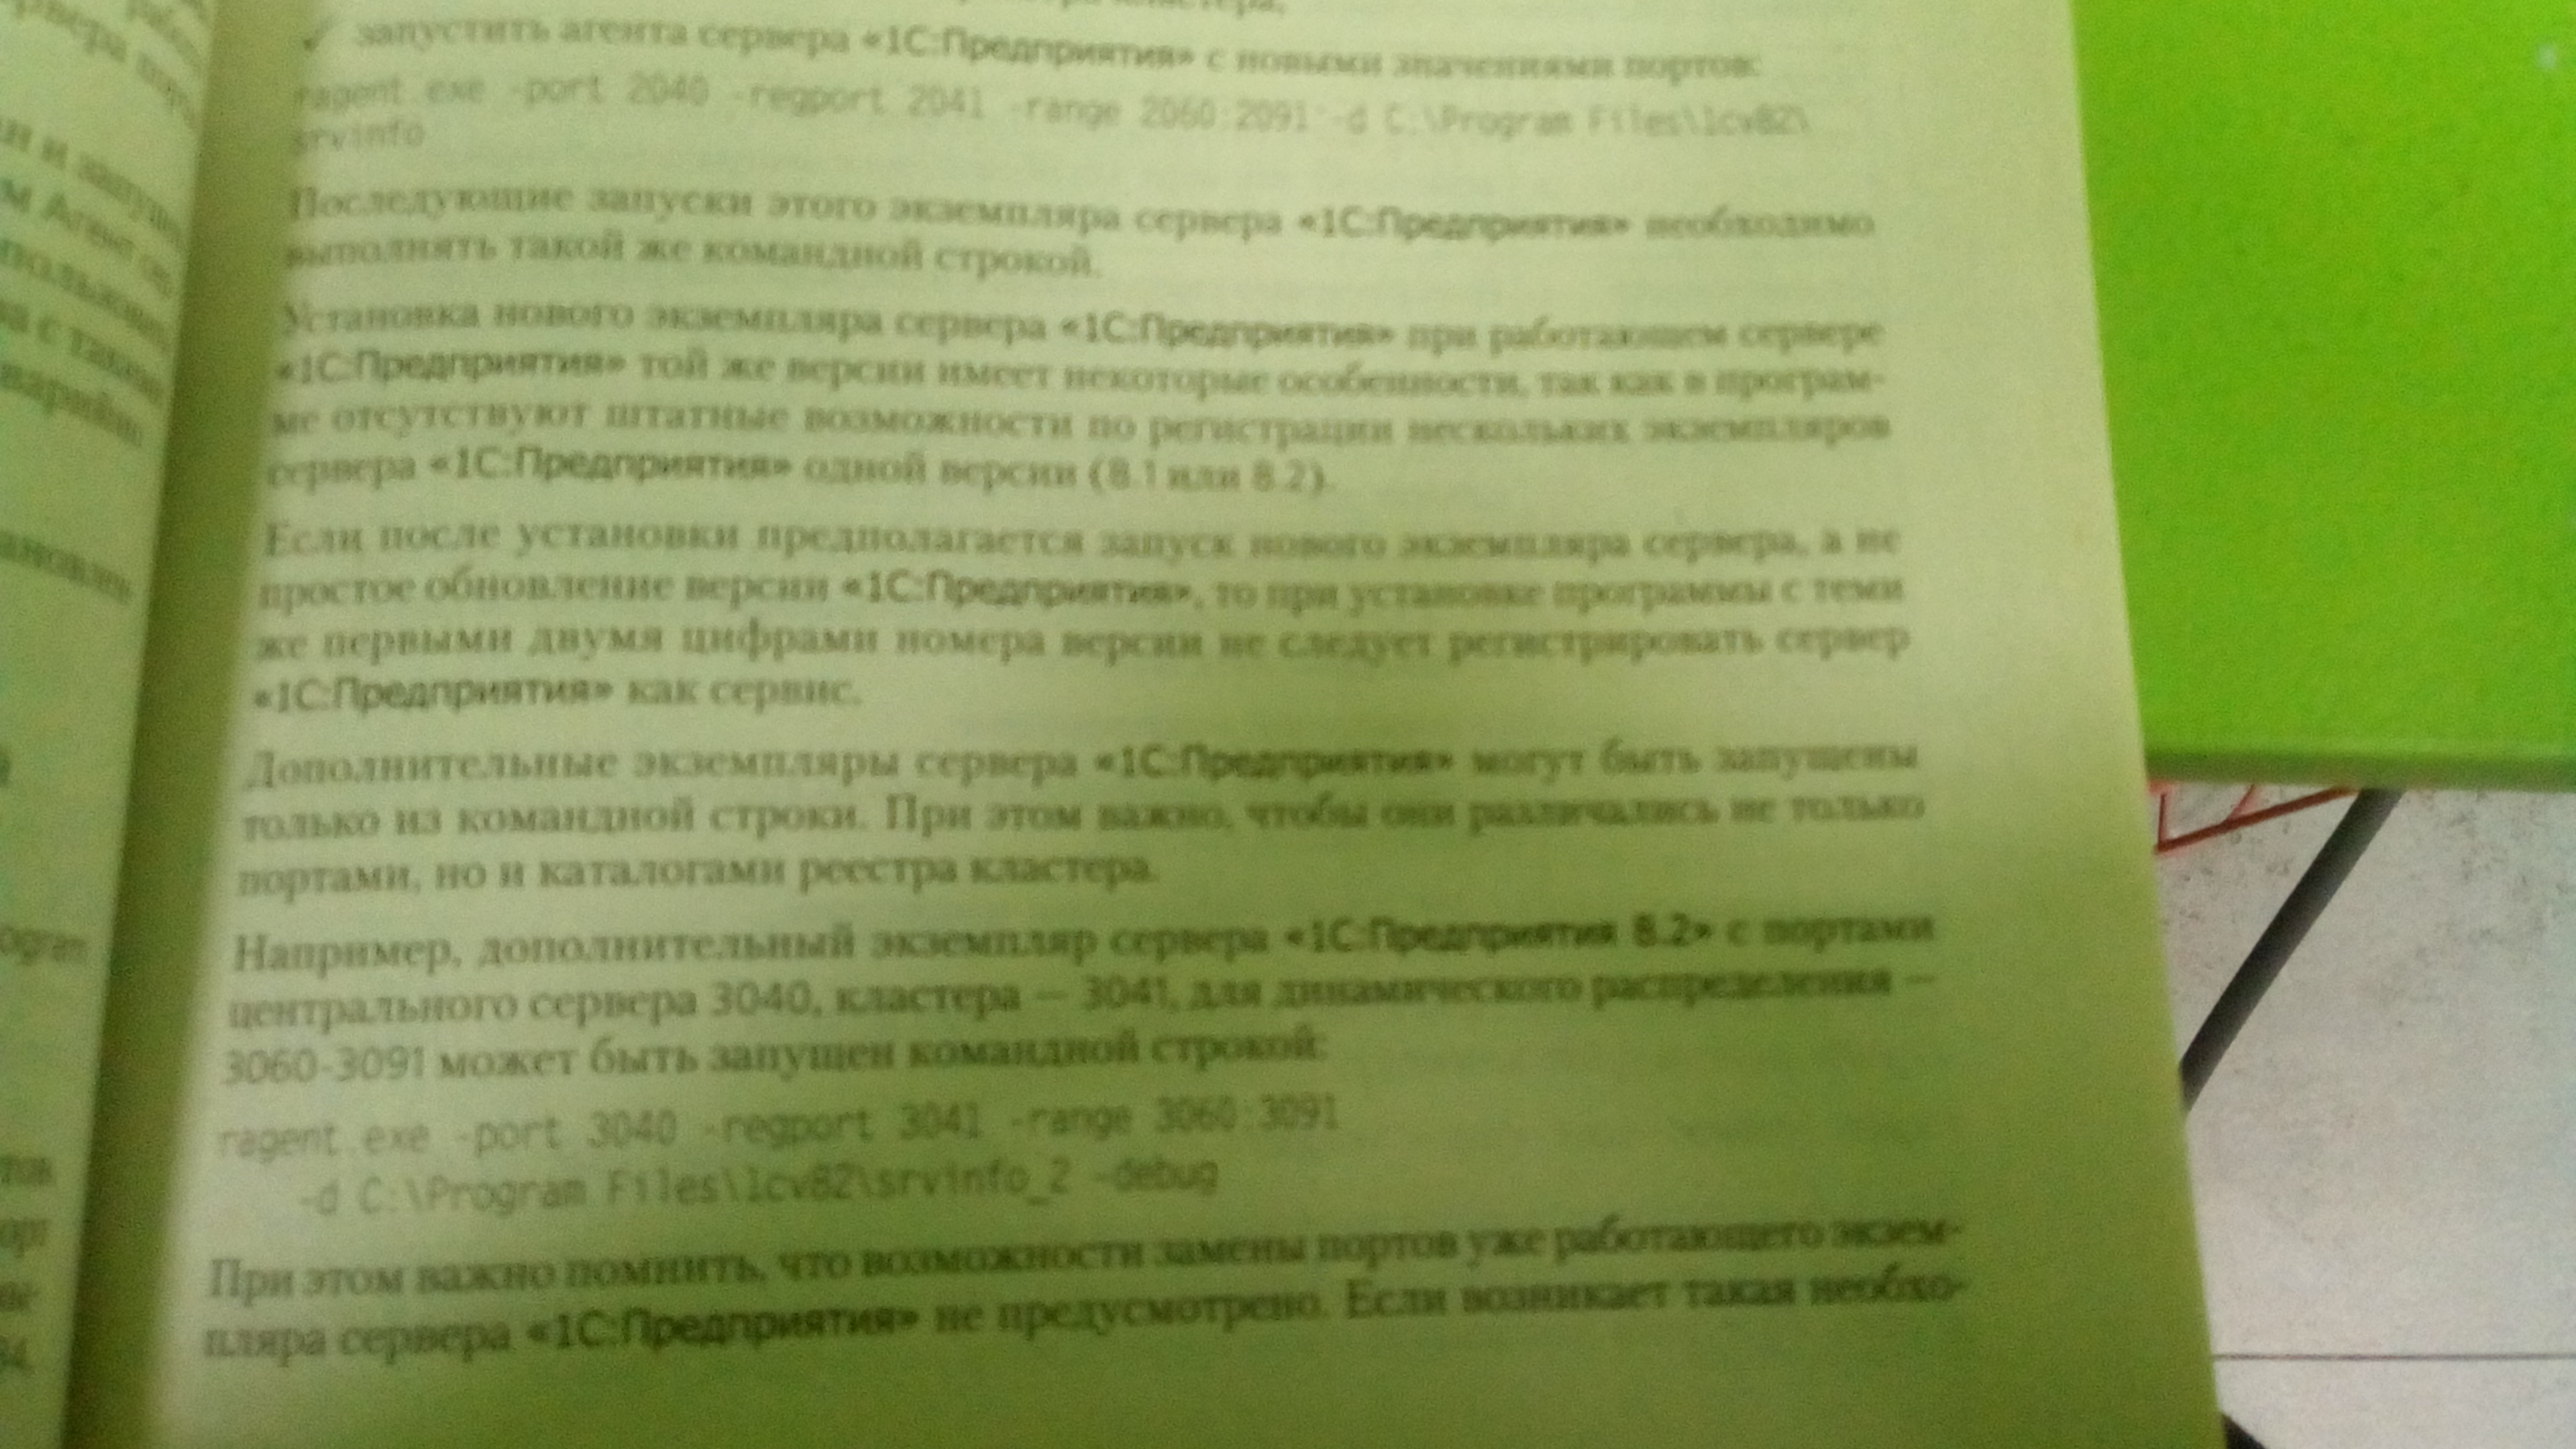 кластера;
✓ запустить агента сервера «1С:Предприятия» с новыми значениями портов:
ragent.exe -port 2040 -regport 2041 -range 2060:2091 -d C:\Program Files\1cv82\
srvinfo
Последующие запуски этого экземпляра сервера «1С:Предприятия» необходимо
выполнять такой же командной строкой.
Установка нового экземпляра сервера «1С:Предприятия» при работающем сервере
«1С:Предприятия» той же версии имеет некоторые особенности, так как в програм-
ме отсутствуют штатные возможности по регистрации нескольких экземпляров
сервера «1С:Предприятия» одной версии (8.1 или 8.2).
Если после установки предполагается запуск нового экземпляра сервера, а не
простое обновление версии «1С:Предприятия», то при установке программы с теми
же первыми двумя цифрами номера версии не следует регистрировать сервер
«1С:Предприятия» как сервис.
Дополнительные экземпляры сервера «1С:Предприятия» могут быть запущены
только из командной строки. При этом важно, чтобы они различались не только
портами, но и каталогами реестра кластера.
Например, дополнительный экземпляр сервера «1С:Предприятия 8.2» с портами
центрального сервера 3040, кластера — 3041, для динамического распределения —
3060-3091 может быть запущен командной строкой:
ragent.exe -port 3040 -regport 3041 -range 3060:3091
-d C:\Program Files\1cv82\srvinfo_2 -debug
При этом важно помнить, что возможности замены портов уже работающего экзем-
пляра сервера «1С:Предприятия» не предусмотрено. Если возникает такая необхо-